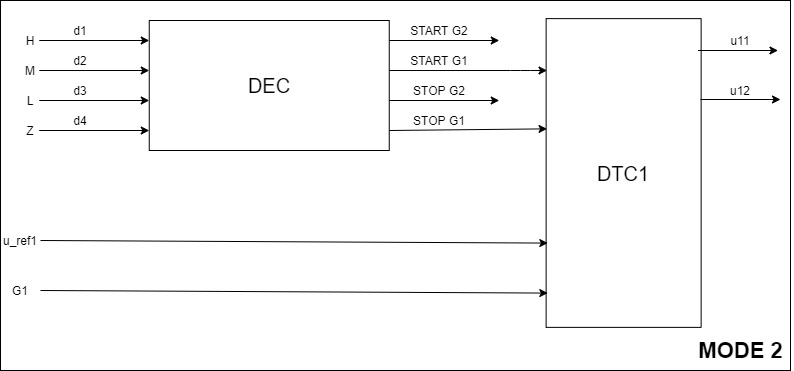 H
d1
START G2
M
d2
START G1
L
d3
STOP G2
Z
d4
STOP G1
DEC
u11
u12
DTC1
u_ref1
G1
MODE 2